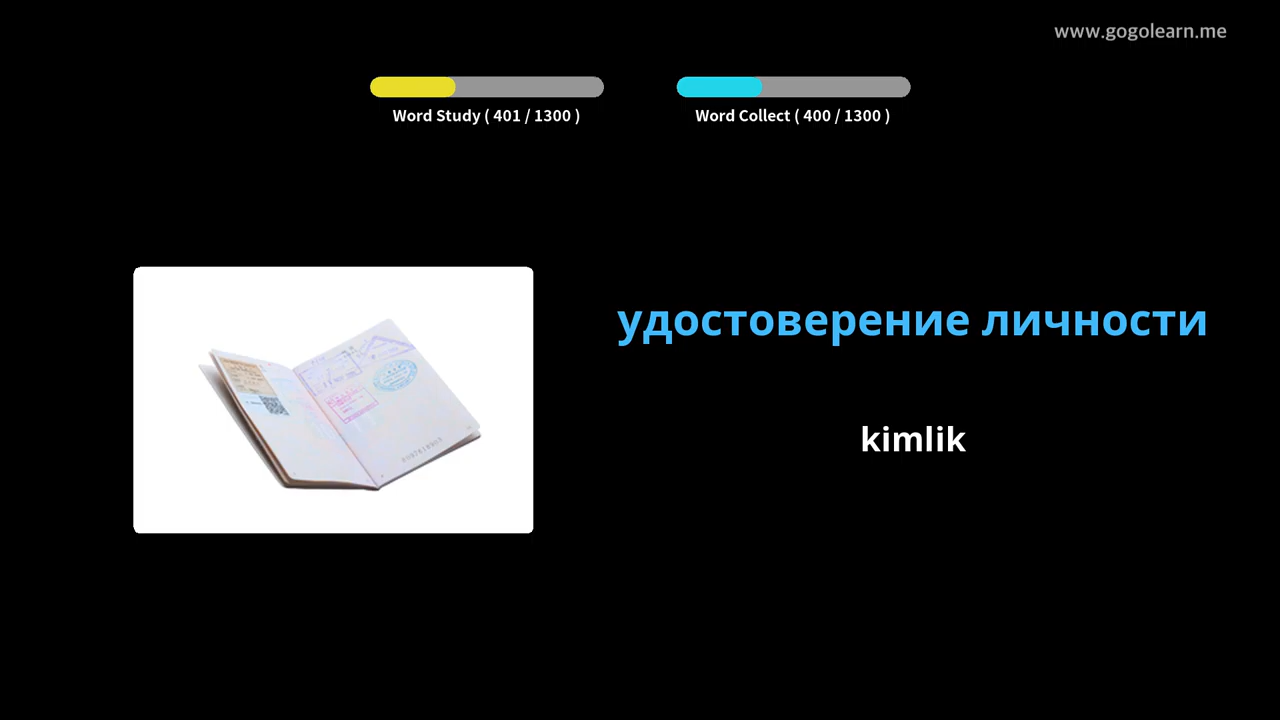 www.gogolearn.me
Word Study ( 401 / 1300 )
Word Collect ( 400 / 1300 )
удостоверение личности
kimlik